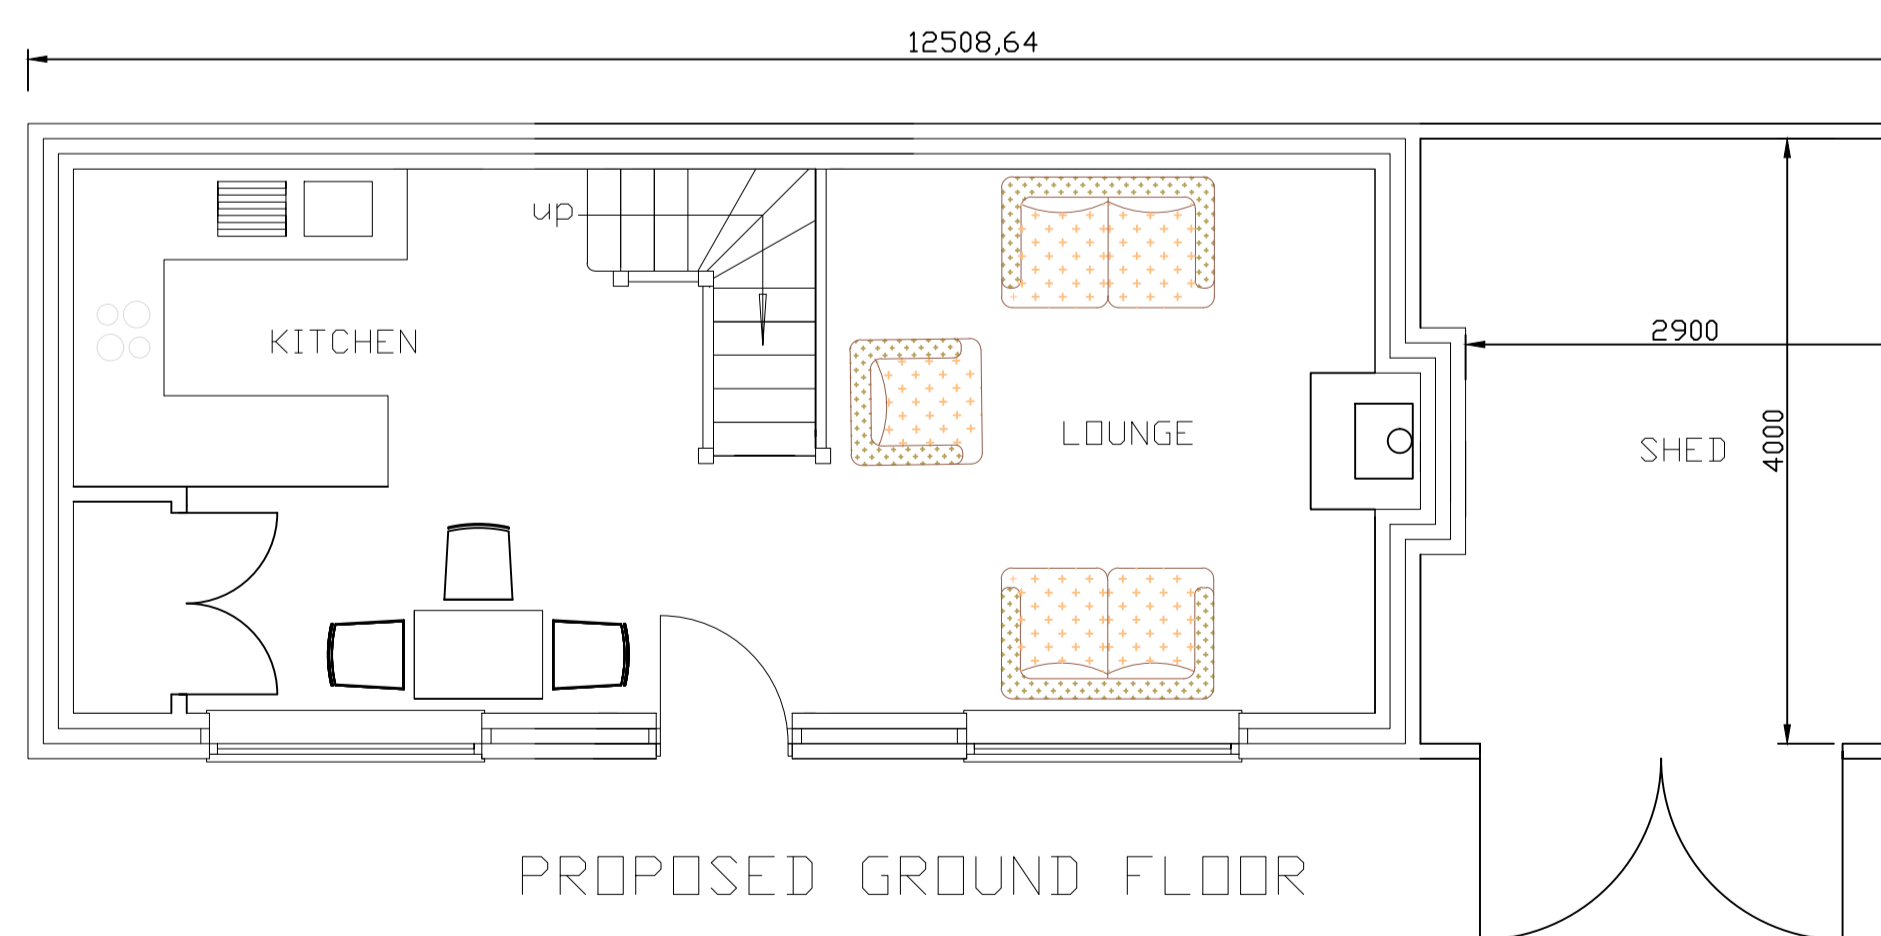 12508,64
up
2900
KITCHEN
LOUNGE
SHED
4000
PROPOSED GROUND FLOOR